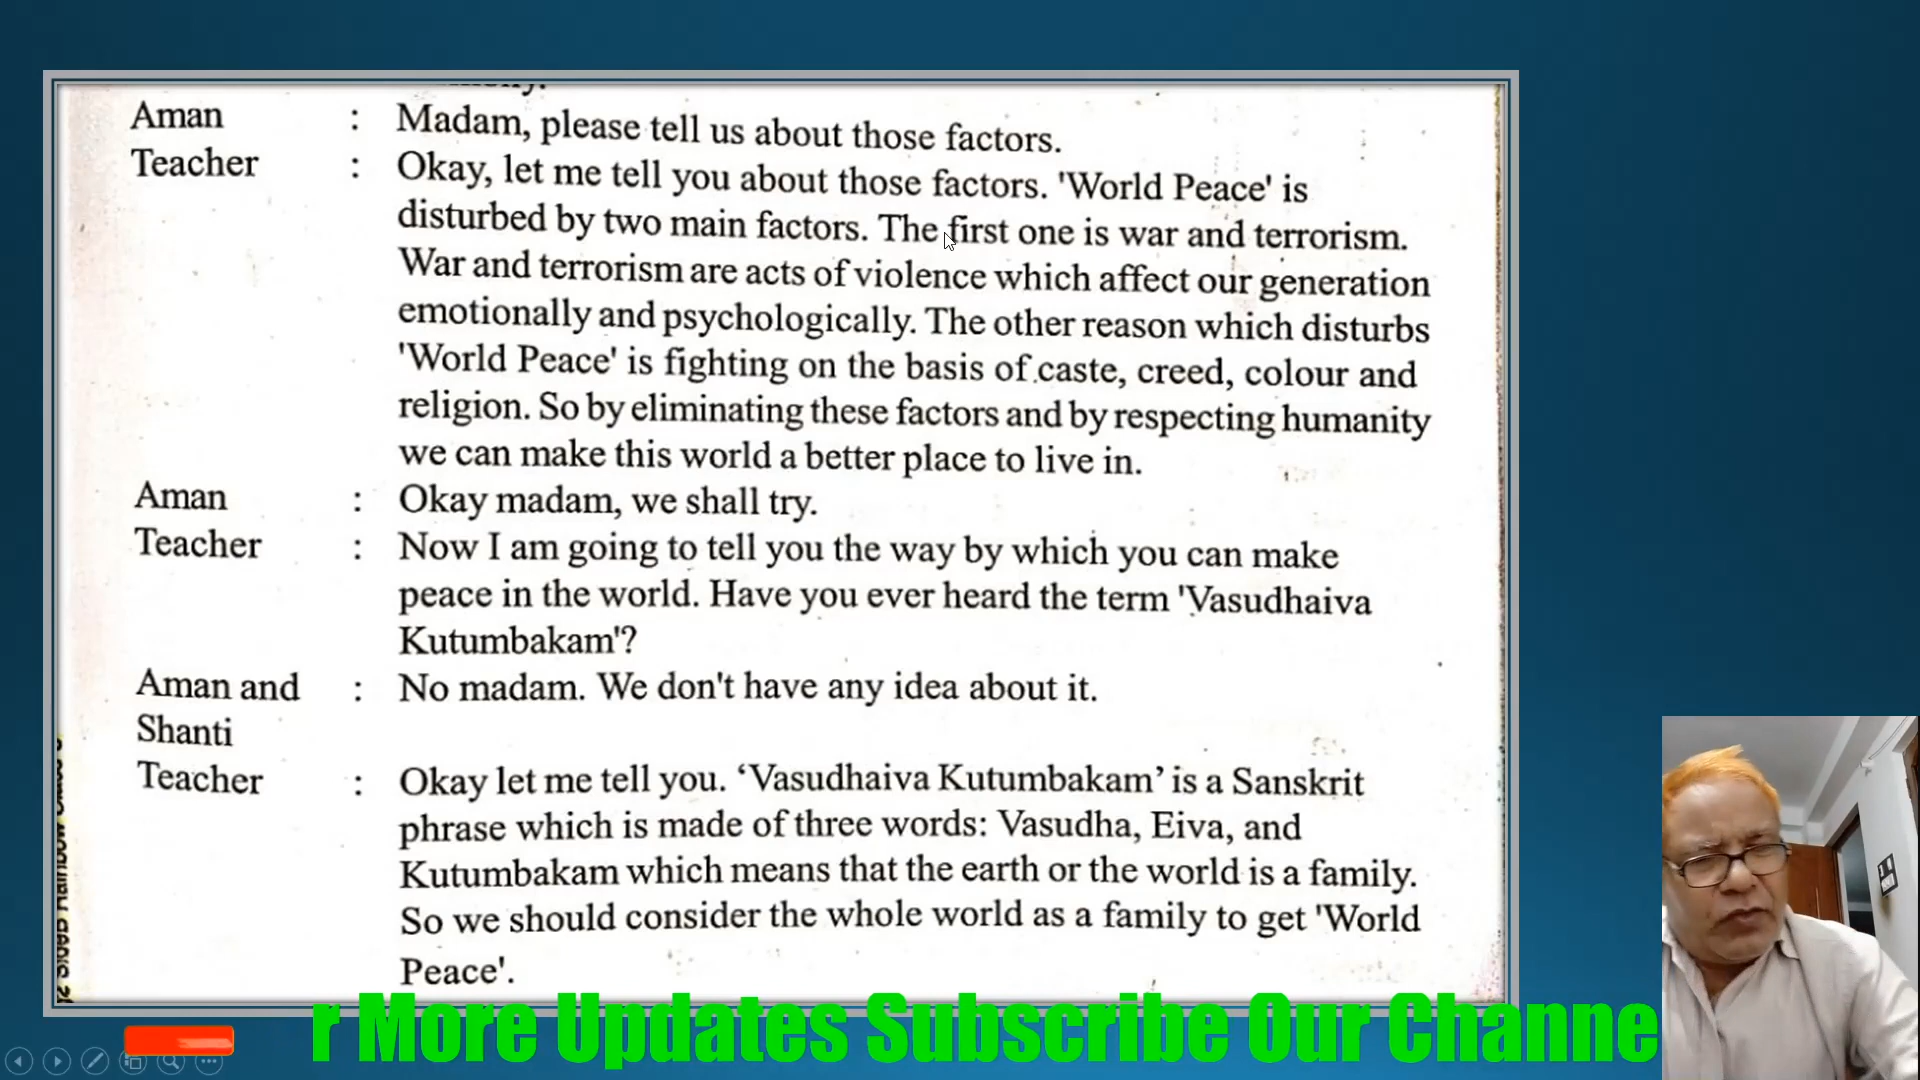 Aman : Madam, please tell us about those factors.
Teacher : Okay, let me tell you about those factors. 'World Peace' is
disturbed by two main factors. The first one is war and terrorism.
War and terrorism are acts of violence which affect our generation
emotionally and psychologically. The other reason which disturbs
'World Peace' is fighting on the basis of caste, creed, colour and
religion. So by eliminating these factors and by respecting humanity
we can make this world a better place to live in.
Aman : Okay madam, we shall try.
Teacher : Now I am going to tell you the way by which you can make
peace in the world. Have you ever heard the term 'Vasudhaiva
Kutumbakam'?
Aman and : No madam. We don't have any idea about it.
Shanti
Teacher : Okay let me tell you. ‘Vasudhaiva Kutumbakam’ is a Sanskrit
phrase which is made of three words: Vasudha, Eiva, and
Kutumbakam which means that the earth or the world is a family.
So we should consider the whole world as a family to get 'World
Peace'.
r More Updates Subscribe Our Channe